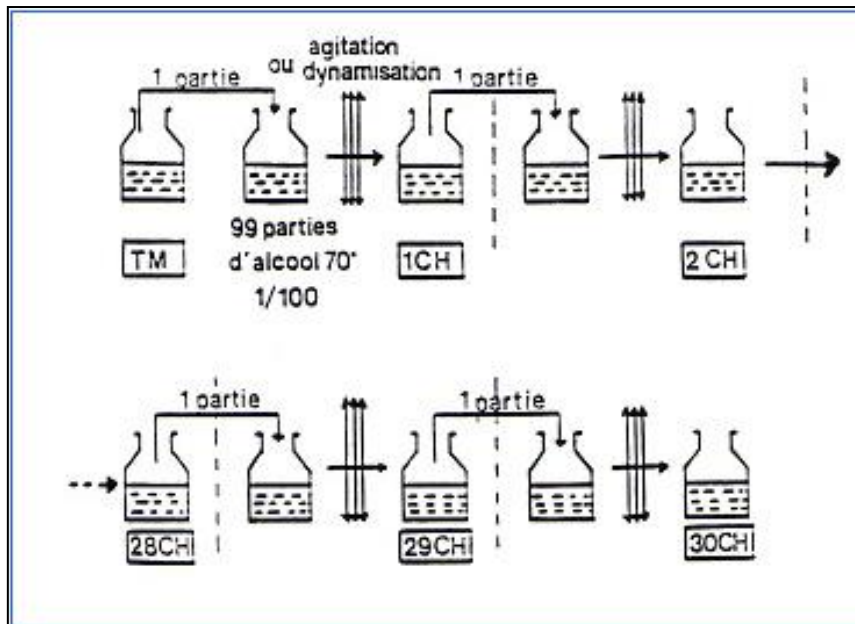 agitation
1 partie ou dynamisation 1 partie
99 parties
TM d'alcool 70° 1CH 2 CH
1/100
1 partie 1 partie
28CH 29CH 30CH